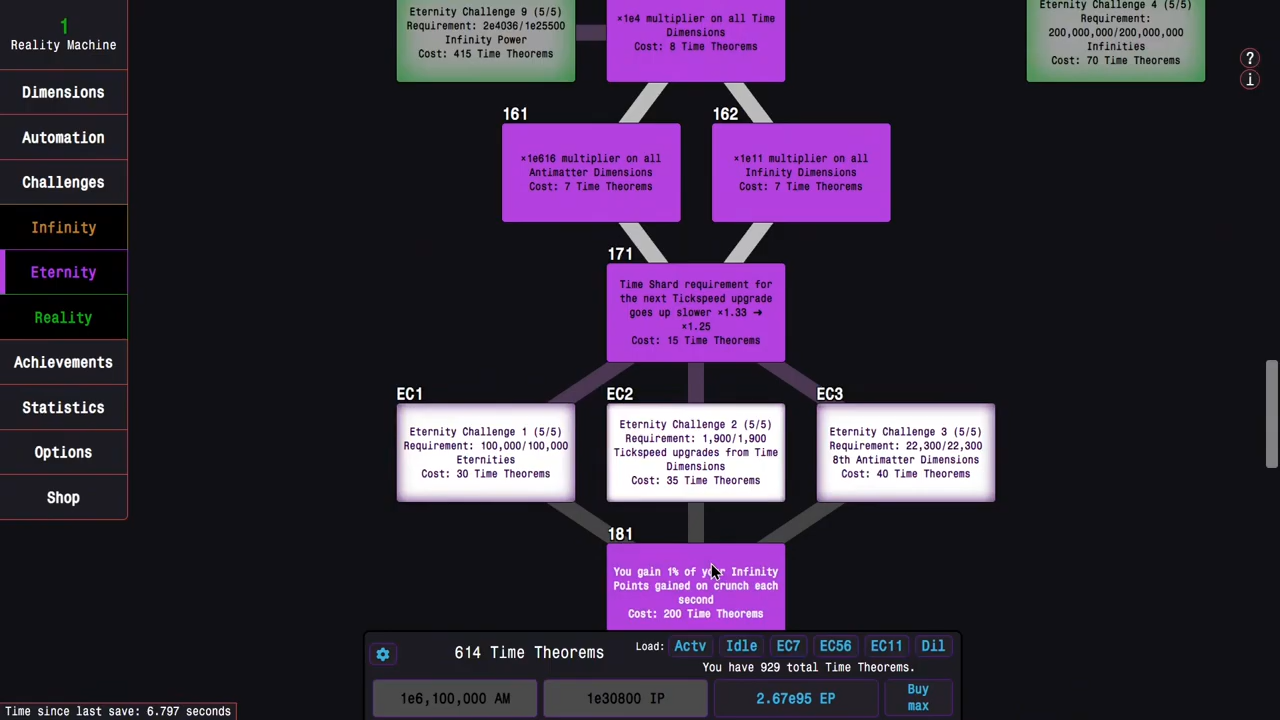 1
Reality Machine
Dimensions
Automation
Challenges
Infinity
Eternity
Reality
Achievements
Statistics
Options
Shop
Eternity Challenge 9 (5/5)
Requirement: 2e4036/1e25500
Infinity Power
Cost: 415 Time Theorems
×1e4 multiplier on all Time
Dimensions
Cost: 8 Time Theorems
Eternity Challenge 4 (5/5)
Requirement:
200,000,000/200,000,000
Infinities
Cost: 70 Time Theorems
?
i
161
×1e616 multiplier on all
Antimatter Dimensions
Cost: 7 Time Theorems
162
×1e11 multiplier on all
Infinity Dimensions
Cost: 7 Time Theorems
171
Time Shard requirement for
the next Tickspeed upgrade
goes up slower ×1.33 ➜
×1.25
Cost: 15 Time Theorems
EC1
Eternity Challenge 1 (5/5)
Requirement: 100,000/100,000
Eternities
Cost: 30 Time Theorems
EC2
Eternity Challenge 2 (5/5)
Requirement: 1,900/1,900
Tickspeed upgrades from Time
Dimensions
Cost: 35 Time Theorems
EC3
Eternity Challenge 3 (5/5)
Requirement: 22,300/22,300
8th Antimatter Dimensions
Cost: 40 Time Theorems
181
You gain 1% of your Infinity
Points gained on crunch each
second
Cost: 200 Time Theorems
614 Time Theorems
Load: Actv Idle EC7 EC56 EC11 Dil
You have 929 total Time Theorems.
1e6,100,000 AM
1e30800 IP
2.67e95 EP
Buy
max
Time since last save: 6.797 seconds